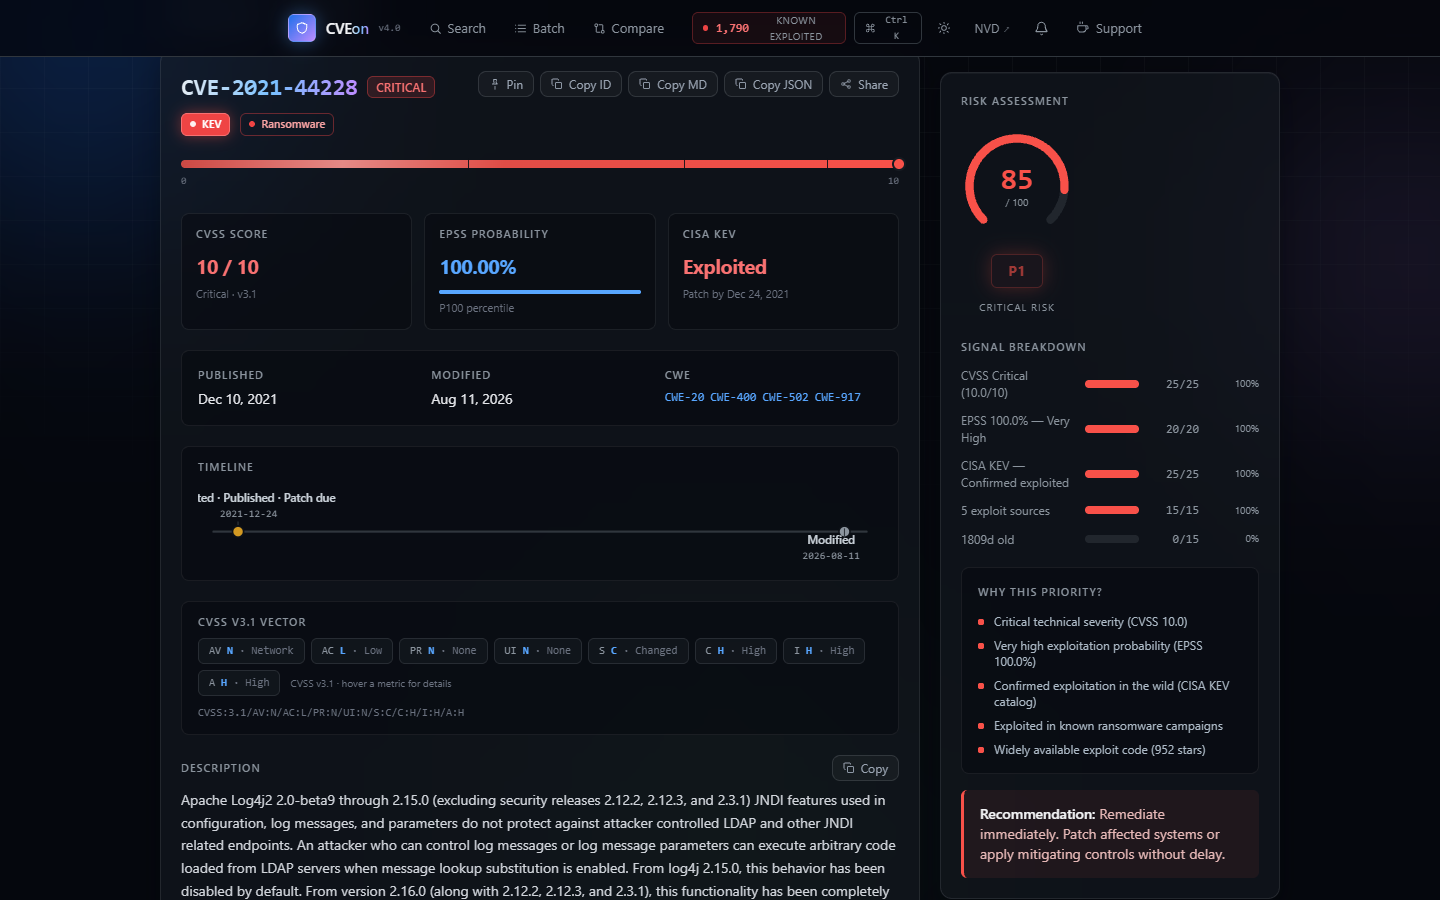 CVEon v4.0
Search
Batch
Compare
1,790 KNOWN EXPLOITED
⌘ Ctrl K
NVD ↗
Support
CVE-2021-44228 CRITICAL
Pin
Copy ID
Copy MD
Copy JSON
Share
KEV
Ransomware
0
10
CVSS SCORE
10 / 10
Critical · v3.1
EPSS PROBABILITY
100.00%
P100 percentile
CISA KEV
Exploited
Patch by Dec 24, 2021
PUBLISHED
Dec 10, 2021
MODIFIED
Aug 11, 2026
CWE
CWE-20 CWE-400 CWE-502 CWE-917
TIMELINE
ted · Published · Patch due
2021-12-24
Modified
2026-08-11
CVSS V3.1 VECTOR
AV N · Network
AC L · Low
PR N · None
UI N · None
S C · Changed
C H · High
I H · High
A H · High
CVSS v3.1 · hover a metric for details
CVSS:3.1/AV:N/AC:L/PR:N/UI:N/S:C/C:H/I:H/A:H
DESCRIPTION
Copy
Apache Log4j2 2.0-beta9 through 2.15.0 (excluding security releases 2.12.2, 2.12.3, and 2.3.1) JNDI features used in
configuration, log messages, and parameters do not protect against attacker controlled LDAP and other JNDI
related endpoints. An attacker who can control log messages or log message parameters can execute arbitrary code
loaded from LDAP servers when message lookup substitution is enabled. From log4j 2.15.0, this behavior has been
disabled by default. From version 2.16.0 (along with 2.12.2, 2.12.3, and 2.3.1), this functionality has been completely
RISK ASSESSMENT
85
/ 100
P1
CRITICAL RISK
SIGNAL BREAKDOWN
CVSS Critical
(10.0/10)
25/25 100%
EPSS 100.0% — Very
High
20/20 100%
CISA KEV —
Confirmed exploited
25/25 100%
5 exploit sources 15/15 100%
1809d old 0/15 0%
WHY THIS PRIORITY?
Critical technical severity (CVSS 10.0)
Very high exploitation probability (EPSS
100.0%)
Confirmed exploitation in the wild (CISA KEV
catalog)
Exploited in known ransomware campaigns
Widely available exploit code (952 stars)
Recommendation: Remediate
immediately. Patch affected systems or
apply mitigating controls without delay.